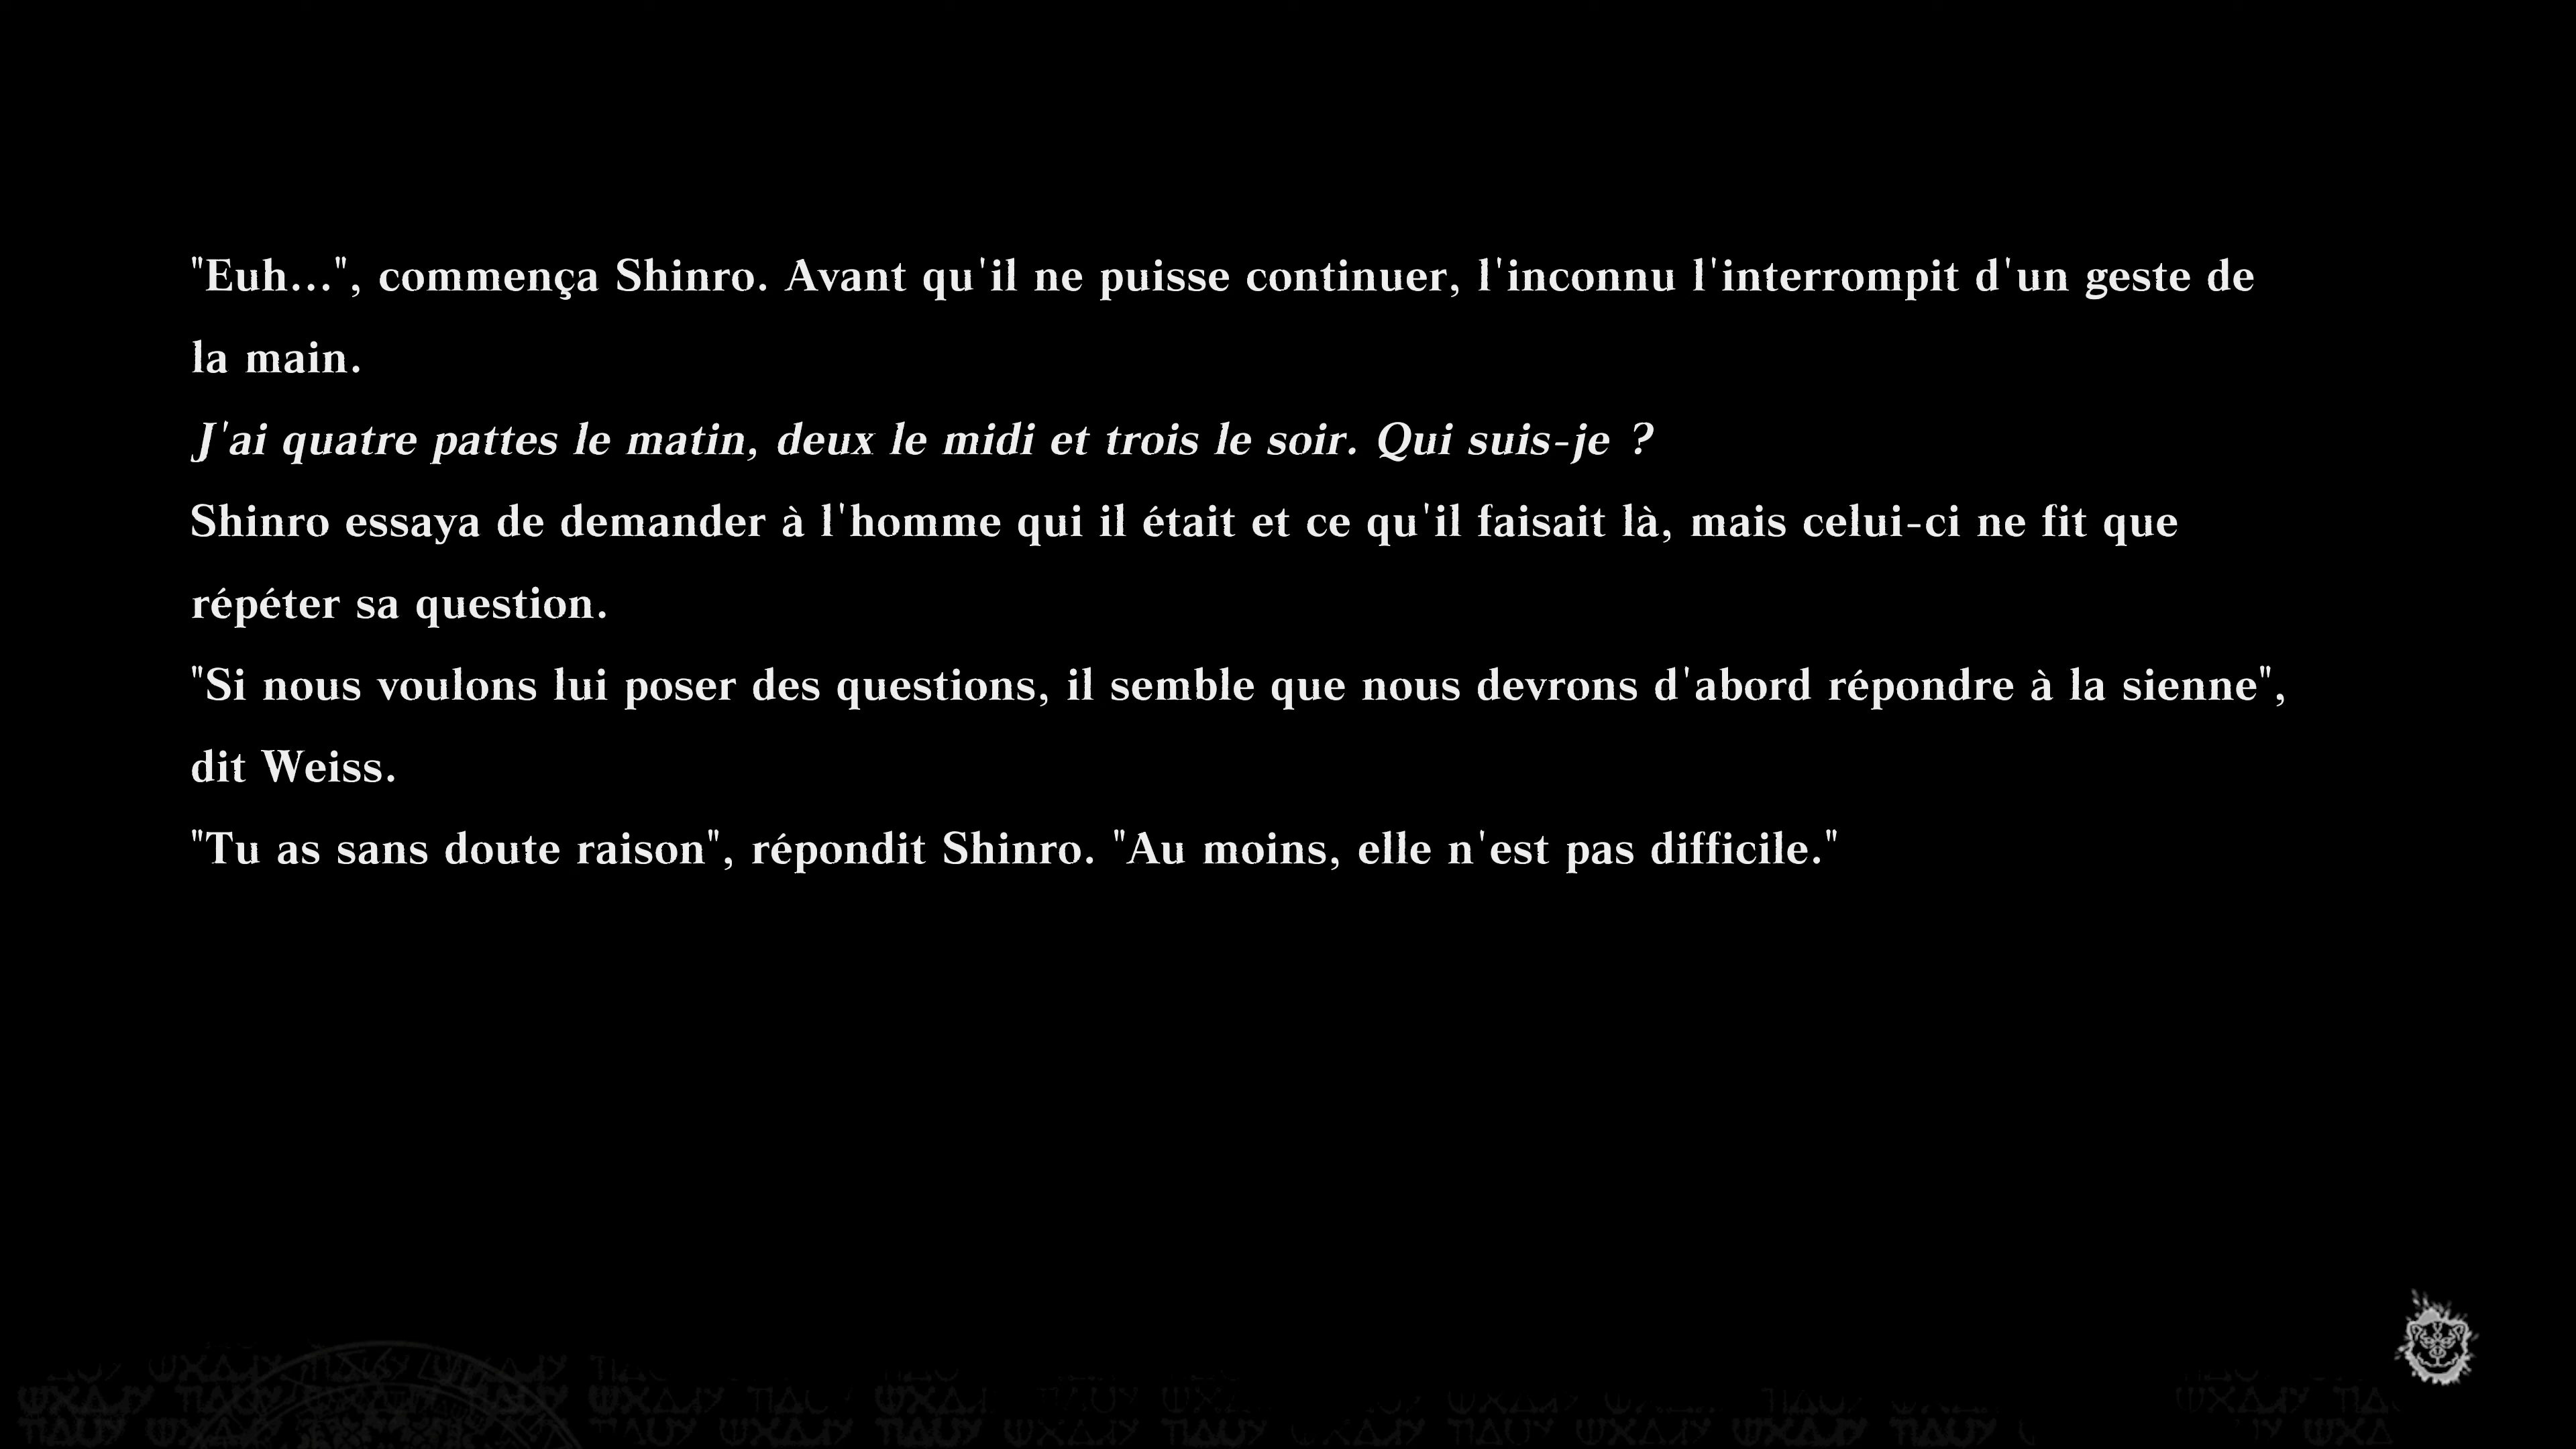 "Euh...", commença Shinro. Avant qu'il ne puisse continuer, l'inconnu l'interrompit d'un geste de
la main.
J'ai quatre pattes le matin, deux le midi et trois le soir. Qui suis-je ?
Shinro essaya de demander à l'homme qui il était et ce qu'il faisait là, mais celui-ci ne fit que
répéter sa question.
"Si nous voulons lui poser des questions, il semble que nous devrons d'abord répondre à la sienne",
dit Weiss.
"Tu as sans doute raison", répondit Shinro. "Au moins, elle n'est pas difficile."